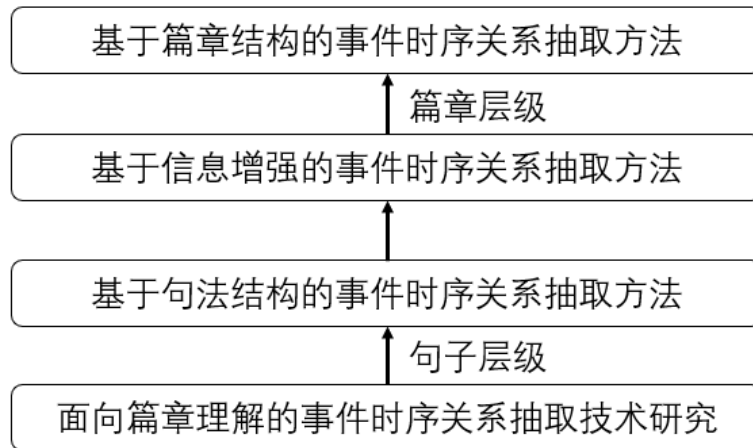 基于篇章结构的事件时序关系抽取方法
篇章层级
基于信息增强的事件时序关系抽取方法
基于句法结构的事件时序关系抽取方法
句子层级
面向篇章理解的事件时序关系抽取技术研究